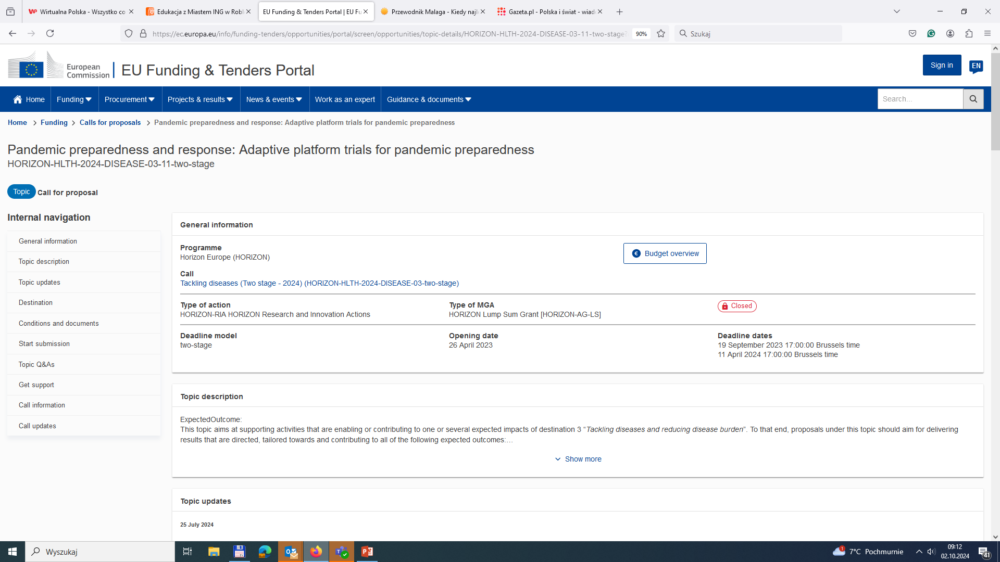 Wirtualna Polska - Wszystko co
Edukacja z Miastem ING w Robl
EU Funding & Tenders Portal | EU Fu
Przewodnik Malaga - Kiedy najl
Gazeta.pl - Polska i świat - wiad
https://ec.europa.eu/info/funding-tenders/opportunities/portal/screen/opportunities/topic-details/HORIZON-HLTH-2024-DISEASE-03-11-two-stage?
90%
Szukaj
European
Commission
EU Funding & Tenders Portal
Sign in
EN
Home
Funding
Procurement
Projects & results
News & events
Work as an expert
Guidance & documents
Search...
Home > Funding > Calls for proposals > Pandemic preparedness and response: Adaptive platform trials for pandemic preparedness
Pandemic preparedness and response: Adaptive platform trials for pandemic preparedness
HORIZON-HLTH-2024-DISEASE-03-11-two-stage
Topic Call for proposal
Internal navigation
General information
Topic description
Topic updates
Destination
Conditions and documents
Start submission
Topic Q&As
Get support
Call information
Call updates
General information
Programme
Horizon Europe (HORIZON)
Budget overview
Call
Tackling diseases (Two stage - 2024) (HORIZON-HLTH-2024-DISEASE-03-two-stage)
Type of action
HORIZON-RIA HORIZON Research and Innovation Actions
Type of MGA
HORIZON Lump Sum Grant [HORIZON-AG-LS]
Closed
Deadline model
two-stage
Opening date
26 April 2023
Deadline dates
19 September 2023 17:00:00 Brussels time
11 April 2024 17:00:00 Brussels time
Topic description
ExpectedOutcome:
This topic aims at supporting activities that are enabling or contributing to one or several expected impacts of destination 3 “Tackling diseases and reducing disease burden”. To that end, proposals under this topic should aim for delivering
results that are directed, tailored towards and contributing to all of the following expected outcomes:…
Show more
Topic updates
25 July 2024
Wyszukaj
1
7°C Pochmurnie
09:12
02.10.2024
41